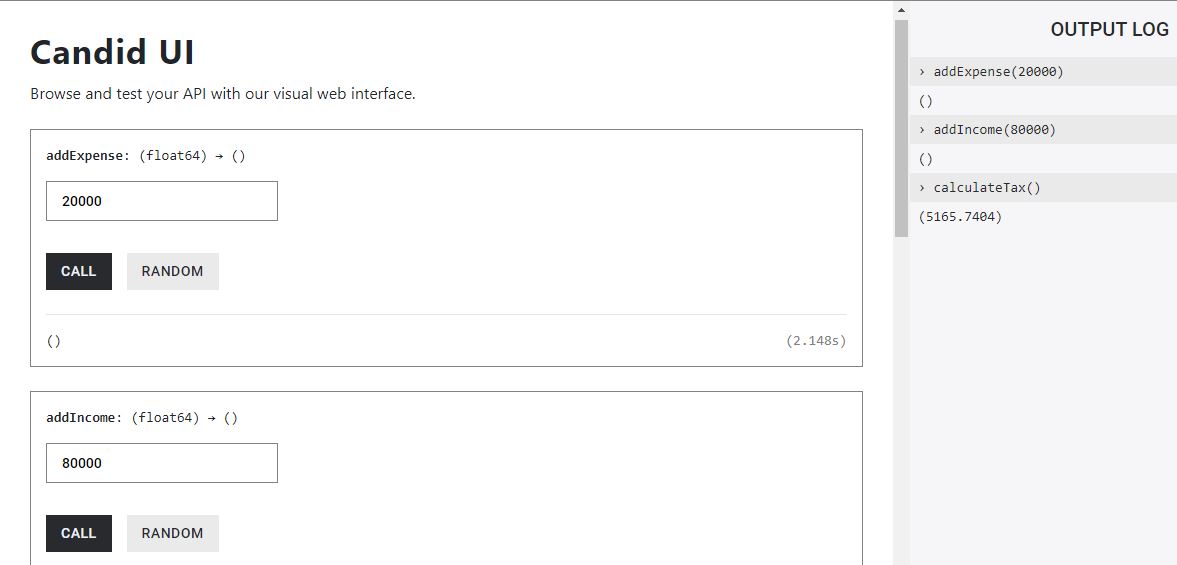 Candid UI
Browse and test your API with our visual web interface.
addExpense: (float64) → ()
20000
CALL RANDOM
() (2.148s)
addIncome: (float64) → ()
80000
CALL RANDOM
OUTPUT LOG
› addExpense(20000)
()
› addIncome(80000)
()
› calculateTax()
(5165.7404)